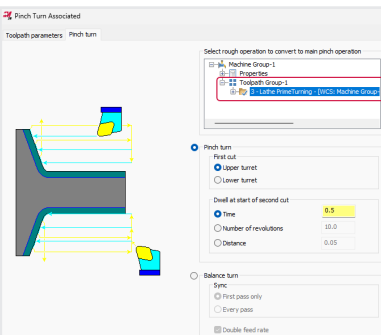 Pinch Turn Associated
Toolpath parameters Pinch turn
Select rough operation to convert to main pinch operation
Machine Group-1
Properties
Toolpath Group-1
3 - Lathe PrimeTurning - [WCS: Machine Group-
Pinch turn
First cut
Upper turret
Lower turret
Dwell at start of second cut
Time 0.5
Number of revolutions 10.0
Distance 0.05
Balance turn
Sync
First pass only
Every pass
Double feed rate